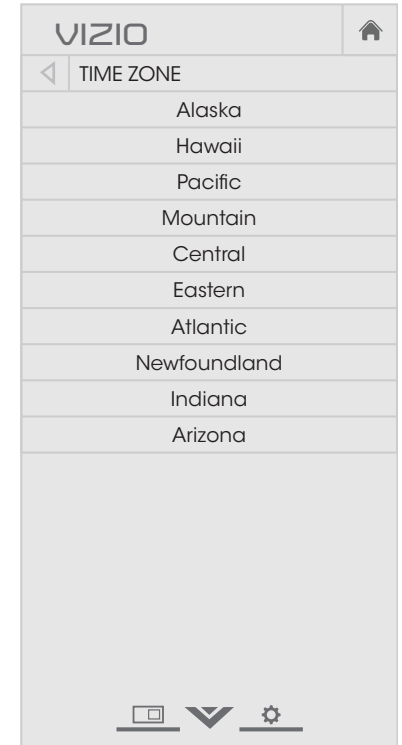 VIZIO
TIME ZONE
Alaska
Hawaii
Pacific
Mountain
Central
Eastern
Atlantic
Newfoundland
Indiana
Arizona